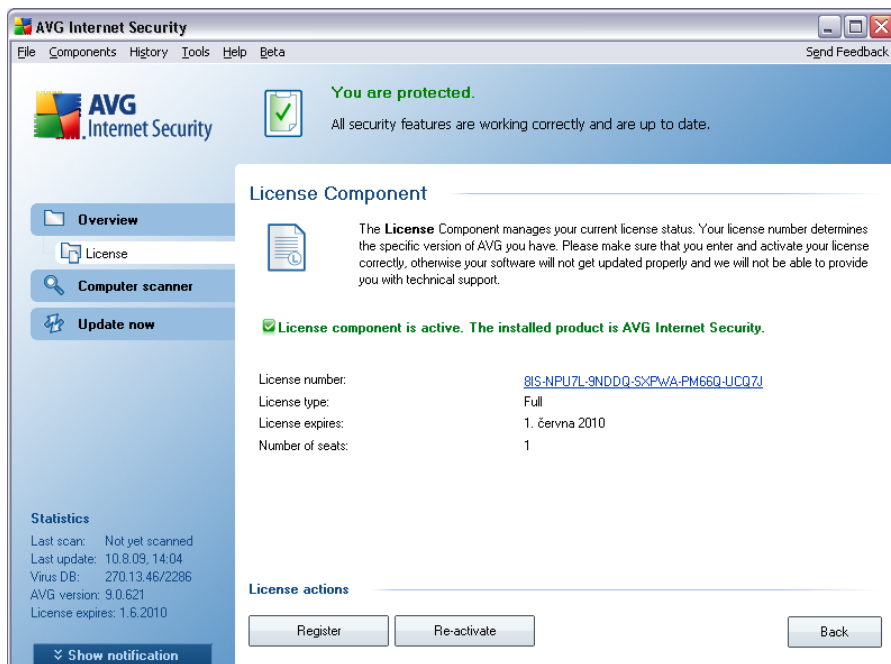 AVG Internet Security
File Components History Tools Help Beta Send Feedback
AVG
Internet Security
You are protected.
All security features are working correctly and are up to date.
Overview
License
Computer scanner
Update now
License Component
The License Component manages your current license status. Your license number determines
the specific version of AVG you have. Please make sure that you enter and activate your license
correctly, otherwise your software will not get updated properly and we will not be able to provide
you with technical support.
License component is active. The installed product is AVG Internet Security.
License number: 8IS-NPU7L-9NDDQ-SXPWA-PM66Q-UCQ7J
License type: Full
License expires: 1. června 2010
Number of seats: 1
Statistics
Last scan: Not yet scanned
Last update: 10.8.09, 14:04
Virus DB: 270.13.46/2286
AVG version: 9.0.621
License expires: 1.6.2010
Show notification
License actions
Register Re-activate Back